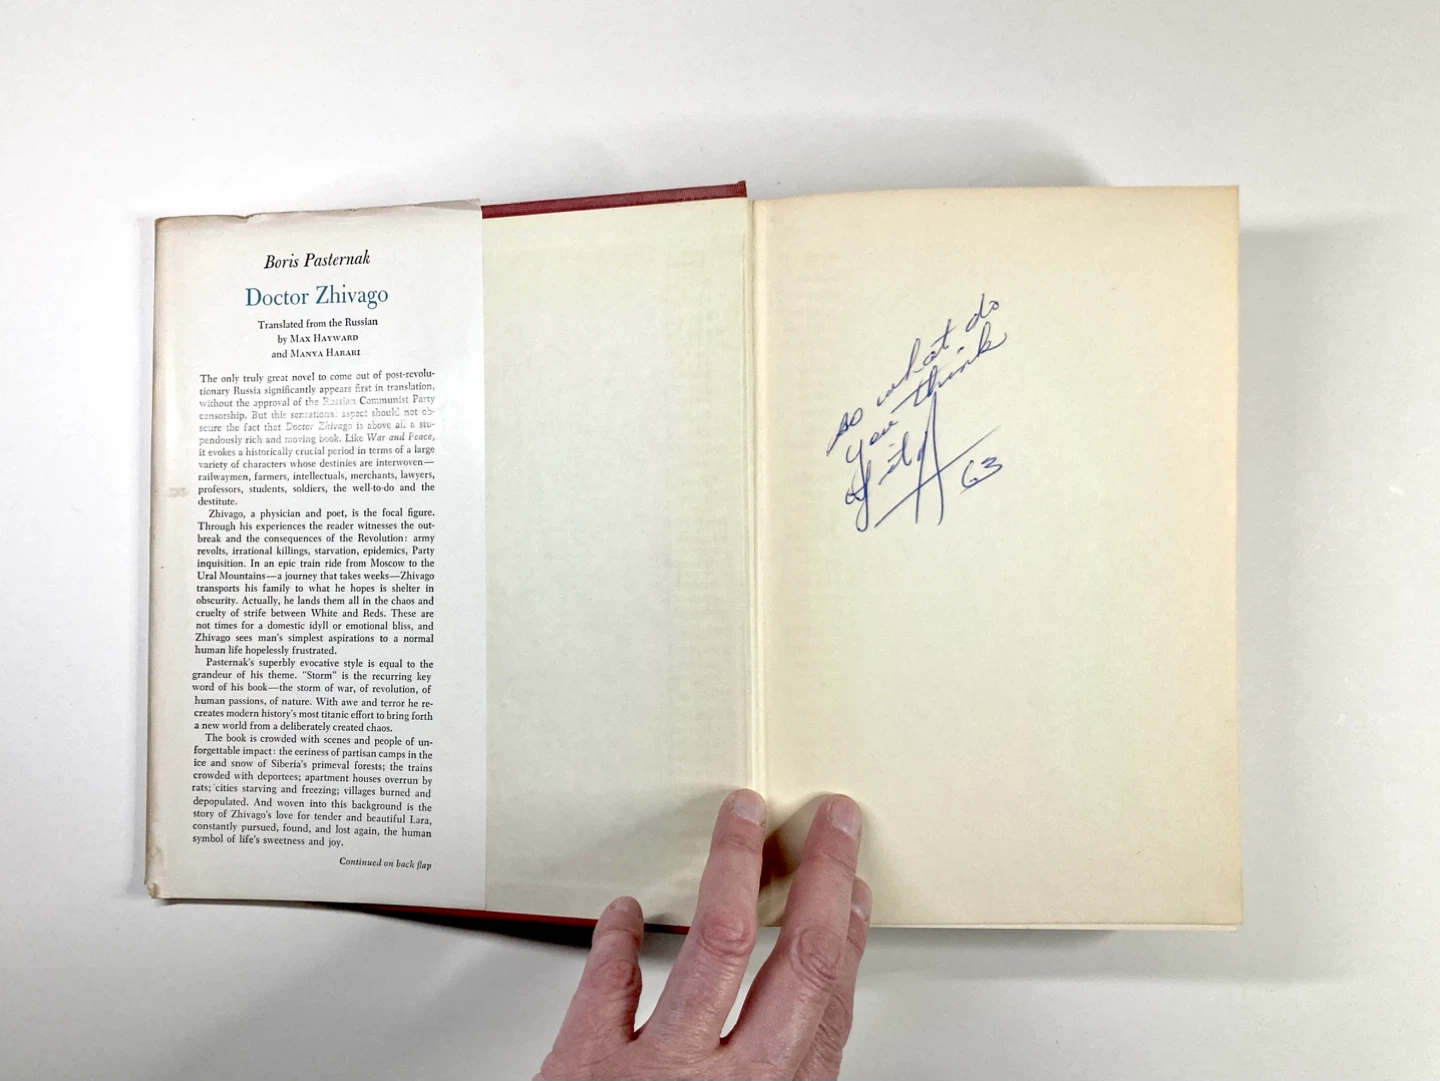 Boris Pasternak
Doctor Zhivago
Translated from the Russian
by MAX HAYWARD
and MANYA HARARI
The only truly great novel to come out of post-revolu-
tionary Russia significantly appears first in translation,
without the approval of the Russian Communist Party
censorship. But this sensational aspect should not ob-
scure the fact that Doctor Zhivago is above all a stu-
pendously rich and moving book. Like War and Peace,
it evokes a historically crucial period in terms of a large
variety of characters whose destinies are interwoven—
railwaymen, farmers, intellectuals, merchants, lawyers,
professors, students, soldiers, the well-to-do and the
destitute.
Zhivago, a physician and poet, is the focal figure.
Through his experiences the reader witnesses the out-
break and the consequences of the Revolution: army
revolts, irrational killings, starvation, epidemics, Party
inquisition. In an epic train ride from Moscow to the
Ural Mountains—a journey that takes weeks—Zhivago
transports his family to what he hopes is shelter in
obscurity. Actually, he lands them all in the chaos and
cruelty of strife between White and Reds. These are
not times for a domestic idyll or emotional bliss, and
Zhivago sees man's simplest aspirations to a normal
human life hopelessly frustrated.
Pasternak's superbly evocative style is equal to the
grandeur of his theme. "Storm" is the recurring key
word of his book—the storm of war, of revolution, of
human passions, of nature. With awe and terror he re-
creates modern history's most titanic effort to bring forth
a new world from a deliberately created chaos.
The book is crowded with scenes and people of un-
forgettable impact: the eeriness of partisan camps in the
ice and snow of Siberia's primeval forests; the trains
crowded with deportees; apartment houses overrun by
rats; cities starving and freezing; villages burned and
depopulated. And woven into this background is the
story of Zhivago's love for tender and beautiful Lara,
constantly pursued, found, and lost again, the human
symbol of life's sweetness and joy.
Continued on back flap
so what do
you think
of it
63